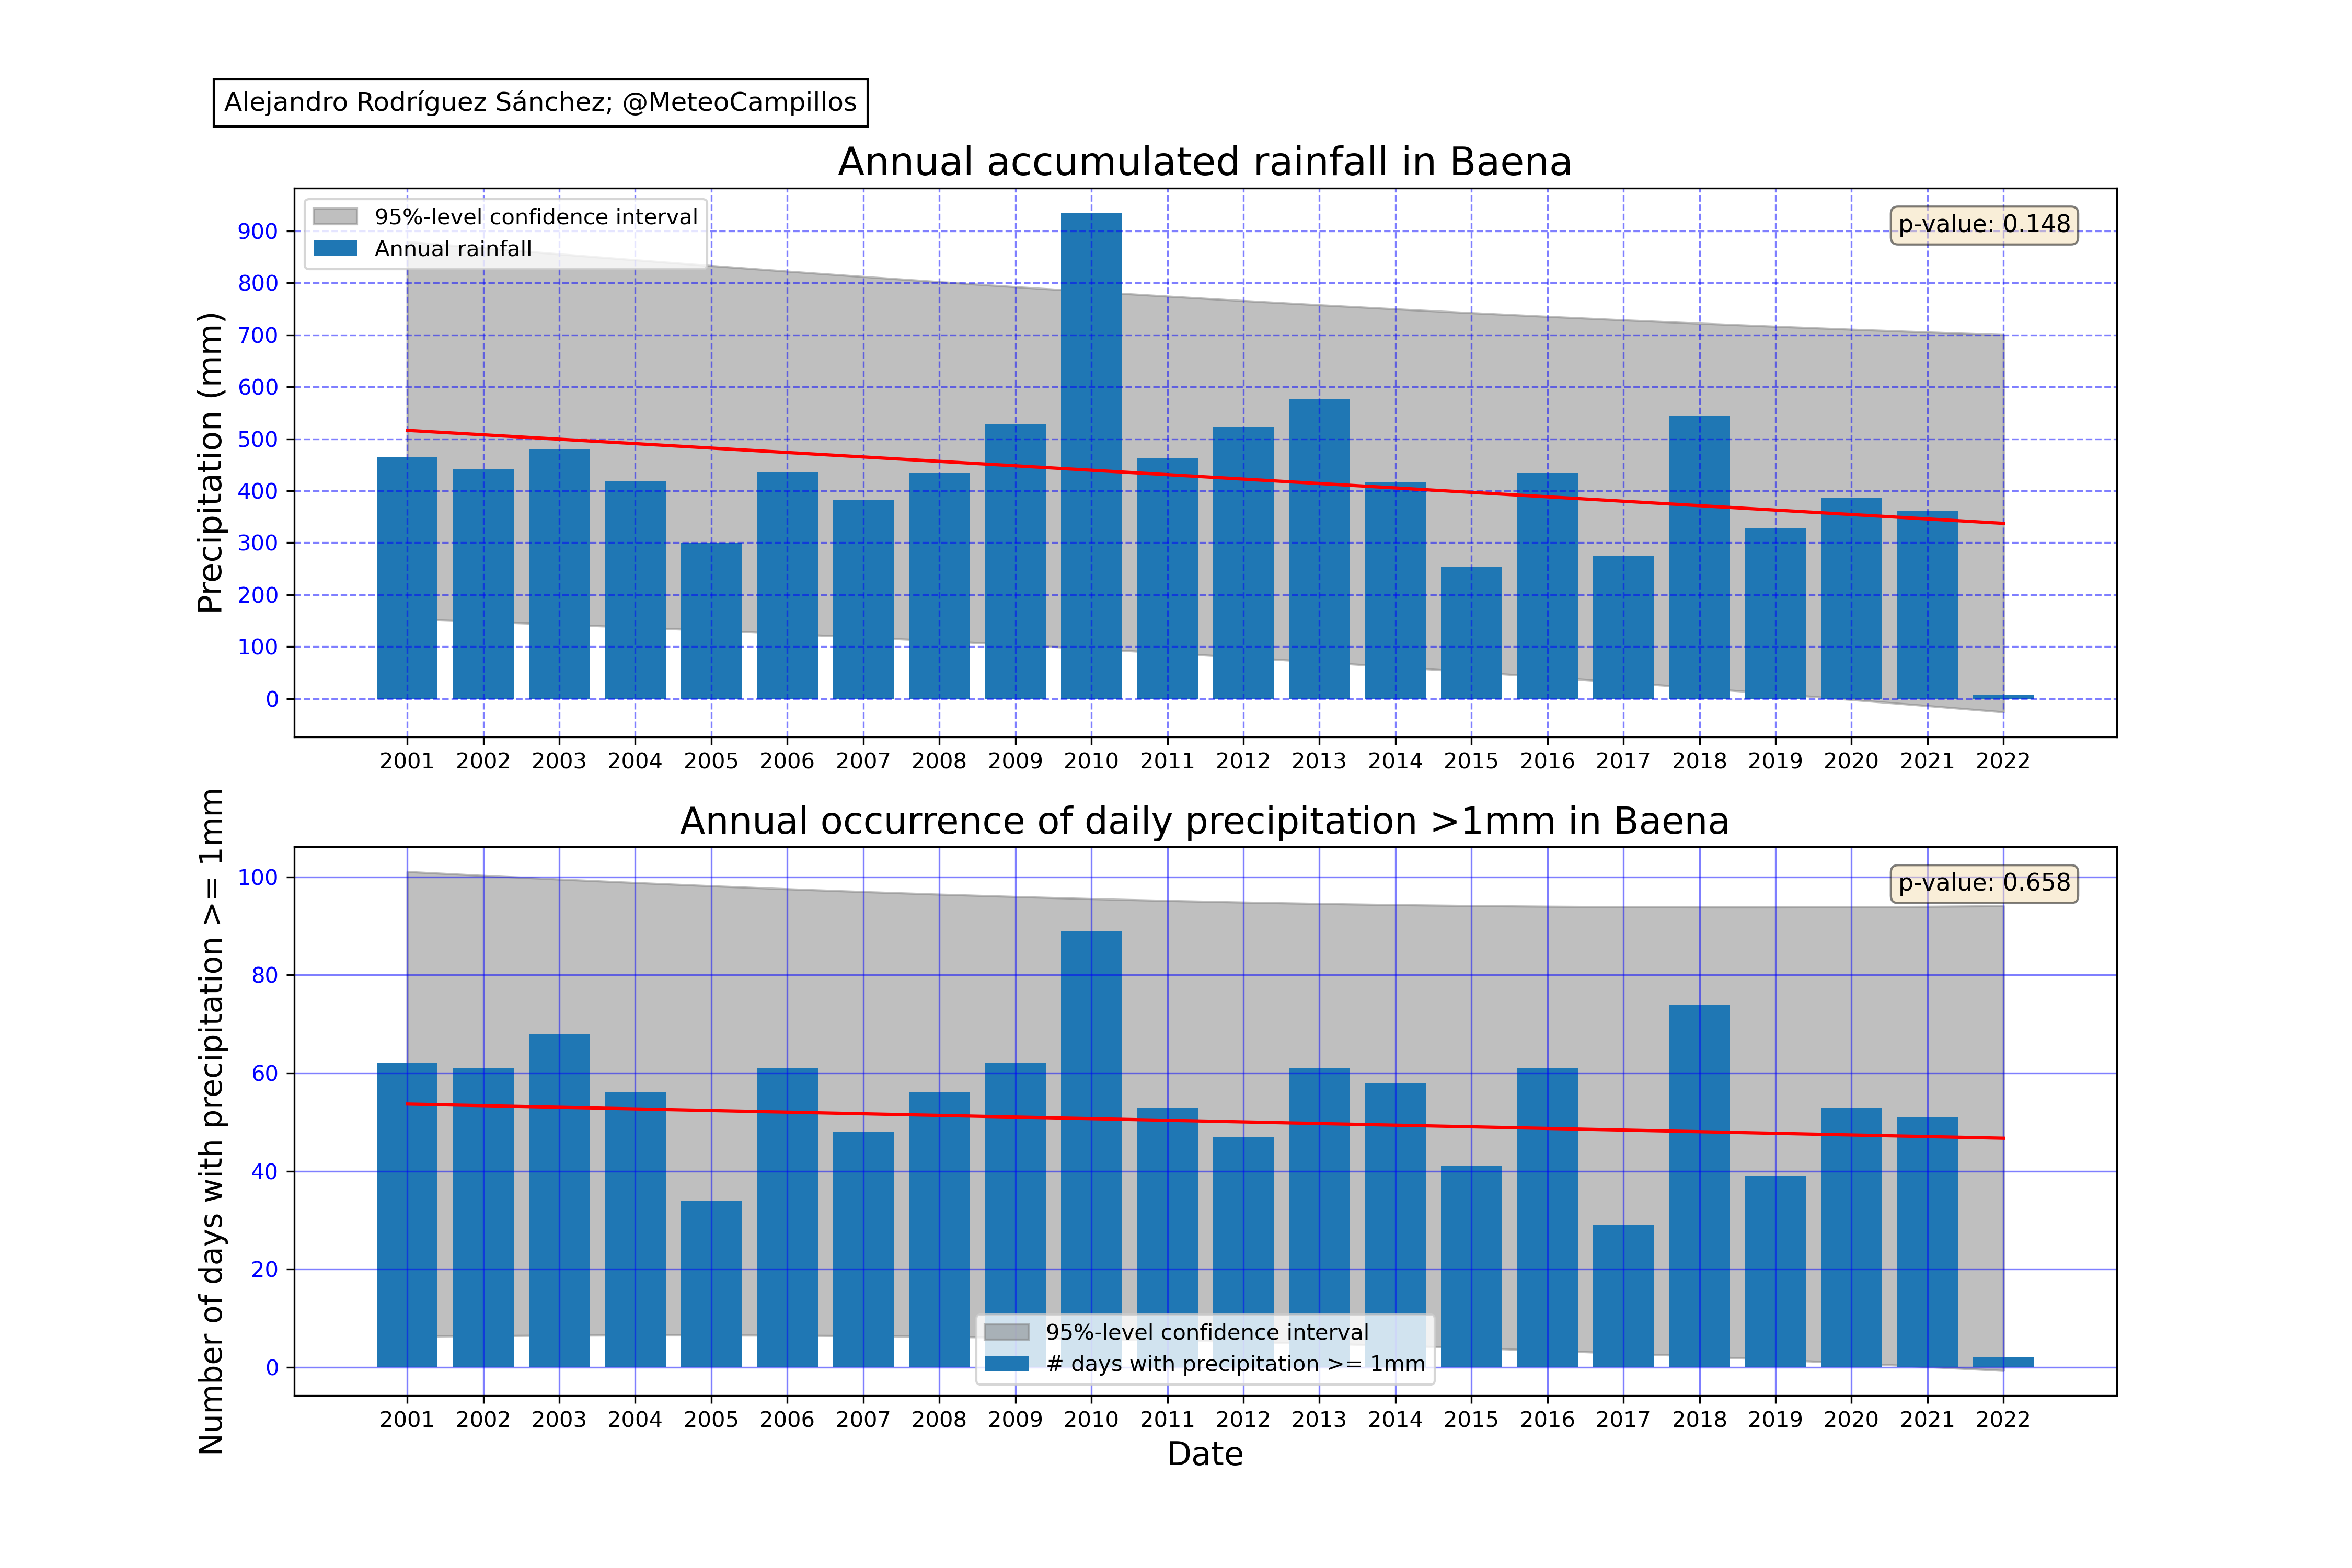 Alejandro Rodríguez Sánchez; @MeteoCampillos
Annual accumulated rainfall in Baena
95%-level confidence interval
Annual rainfall
p-value: 0.148
Precipitation (mm)
900
800
700
600
500
400
300
200
100
0
2001 2002 2003 2004 2005 2006 2007 2008 2009 2010 2011 2012 2013 2014 2015 2016 2017 2018 2019 2020 2021 2022
Annual occurrence of daily precipitation >1mm in Baena
p-value: 0.658
Number of days with precipitation >= 1mm
100
80
60
40
20
0
95%-level confidence interval
# days with precipitation >= 1mm
2001 2002 2003 2004 2005 2006 2007 2008 2009 2010 2011 2012 2013 2014 2015 2016 2017 2018 2019 2020 2021 2022
Date